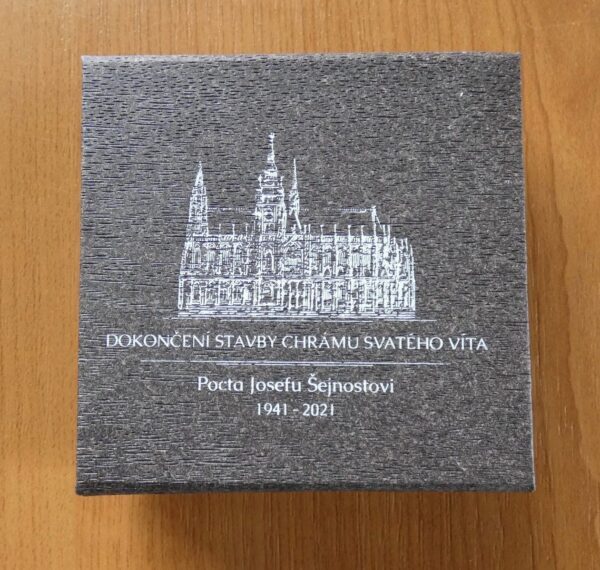 DOKONČENÍ STAVBY CHRÁMU SVATÉHO VÍTA
Pocta Josefu Šejnostovi
1941 - 2021